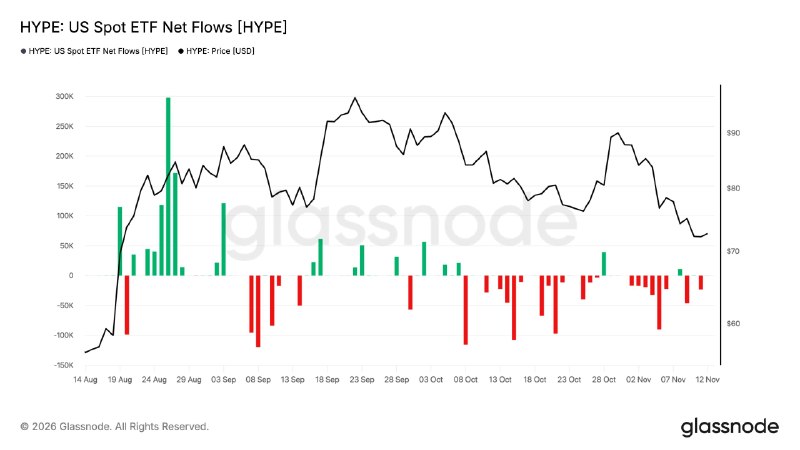 HYPE: US Spot ETF Net Flows [HYPE]
HYPE: US Spot ETF Net Flows [HYPE] HYPE: Price [USD]
300K
250K
200K
150K
100K
50K
0
-50K
-100K
-150K
$90
$80
$70
$60
glassnode
14 Aug 19 Aug 24 Aug 29 Aug 03 Sep 08 Sep 13 Sep 18 Sep 23 Sep 28 Sep 03 Oct 08 Oct 13 Oct 18 Oct 23 Oct 28 Oct 02 Nov 07 Nov 12 Nov
© 2026 Glassnode. All Rights Reserved.
glassnode